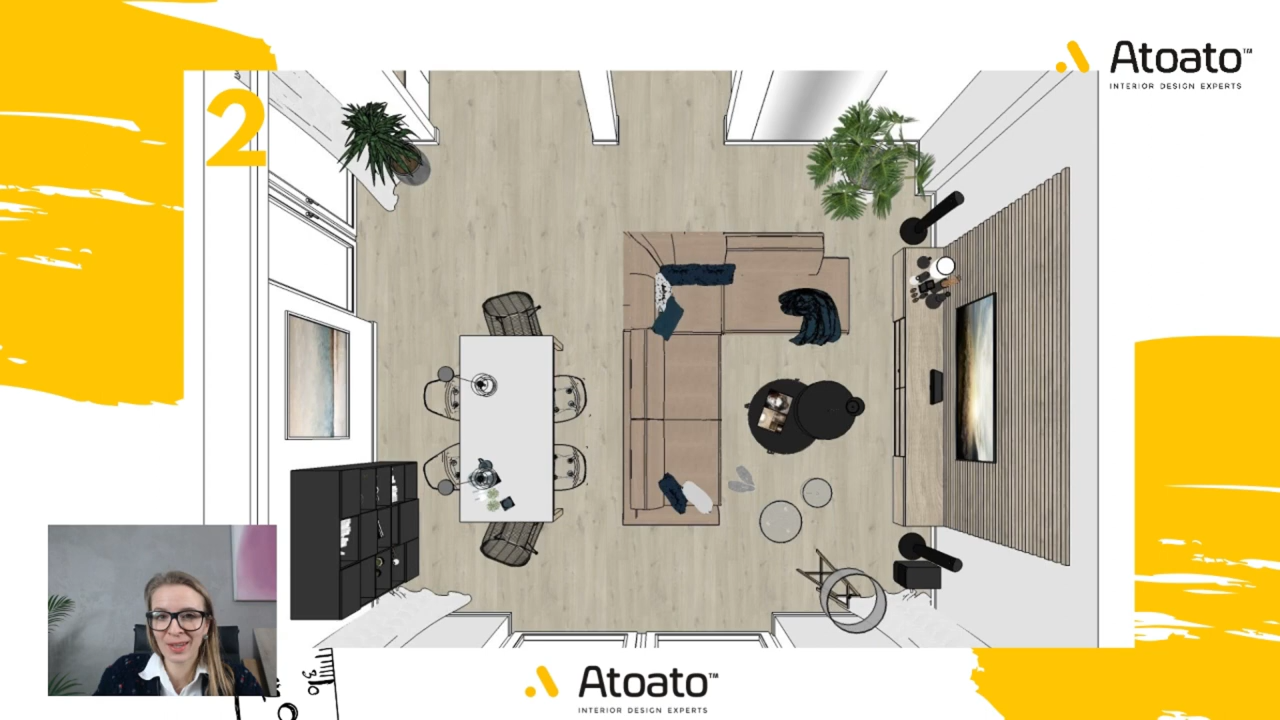 Atoato™
INTERIOR DESIGN EXPERTS
2
Atoato™
INTERIOR DESIGN EXPERTS